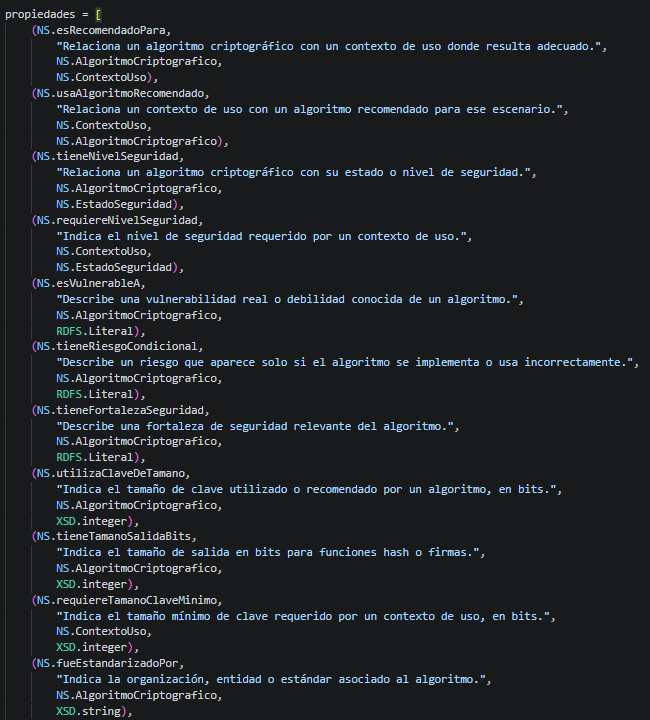 propiedades = [
(NS.esRecomendadoPara,
"Relaciona un algoritmo criptográfico con un contexto de uso donde resulta adecuado.",
NS.AlgoritmoCriptografico,
NS.ContextoUso),
(NS.usaAlgoritmoRecomendado,
"Relaciona un contexto de uso con un algoritmo recomendado para ese escenario.",
NS.ContextoUso,
NS.AlgoritmoCriptografico),
(NS.tieneNivelSeguridad,
"Relaciona un algoritmo criptográfico con su estado o nivel de seguridad.",
NS.AlgoritmoCriptografico,
NS.EstadoSeguridad),
(NS.requiereNivelSeguridad,
"Indica el nivel de seguridad requerido por un contexto de uso.",
NS.ContextoUso,
NS.EstadoSeguridad),
(NS.esVulnerableA,
"Describe una vulnerabilidad real o debilidad conocida de un algoritmo.",
NS.AlgoritmoCriptografico,
RDFS.Literal),
(NS.tieneRiesgoCondicional,
"Describe un riesgo que aparece solo si el algoritmo se implementa o usa incorrectamente.",
NS.AlgoritmoCriptografico,
RDFS.Literal),
(NS.tieneFortalezaSeguridad,
"Describe una fortaleza de seguridad relevante del algoritmo.",
NS.AlgoritmoCriptografico,
RDFS.Literal),
(NS.utilizaClaveDeTamano,
"Indica el tamaño de clave utilizado o recomendado por un algoritmo, en bits.",
NS.AlgoritmoCriptografico,
XSD.integer),
(NS.tieneTamanoSalidaBits,
"Indica el tamaño de salida en bits para funciones hash o firmas.",
NS.AlgoritmoCriptografico,
XSD.integer),
(NS.requiereTamanoClaveMinimo,
"Indica el tamaño mínimo de clave requerido por un contexto de uso, en bits.",
NS.ContextoUso,
XSD.integer),
(NS.fueEstandarizadoPor,
"Indica la organización, entidad o estándar asociado al algoritmo.",
NS.AlgoritmoCriptografico,
XSD.string),